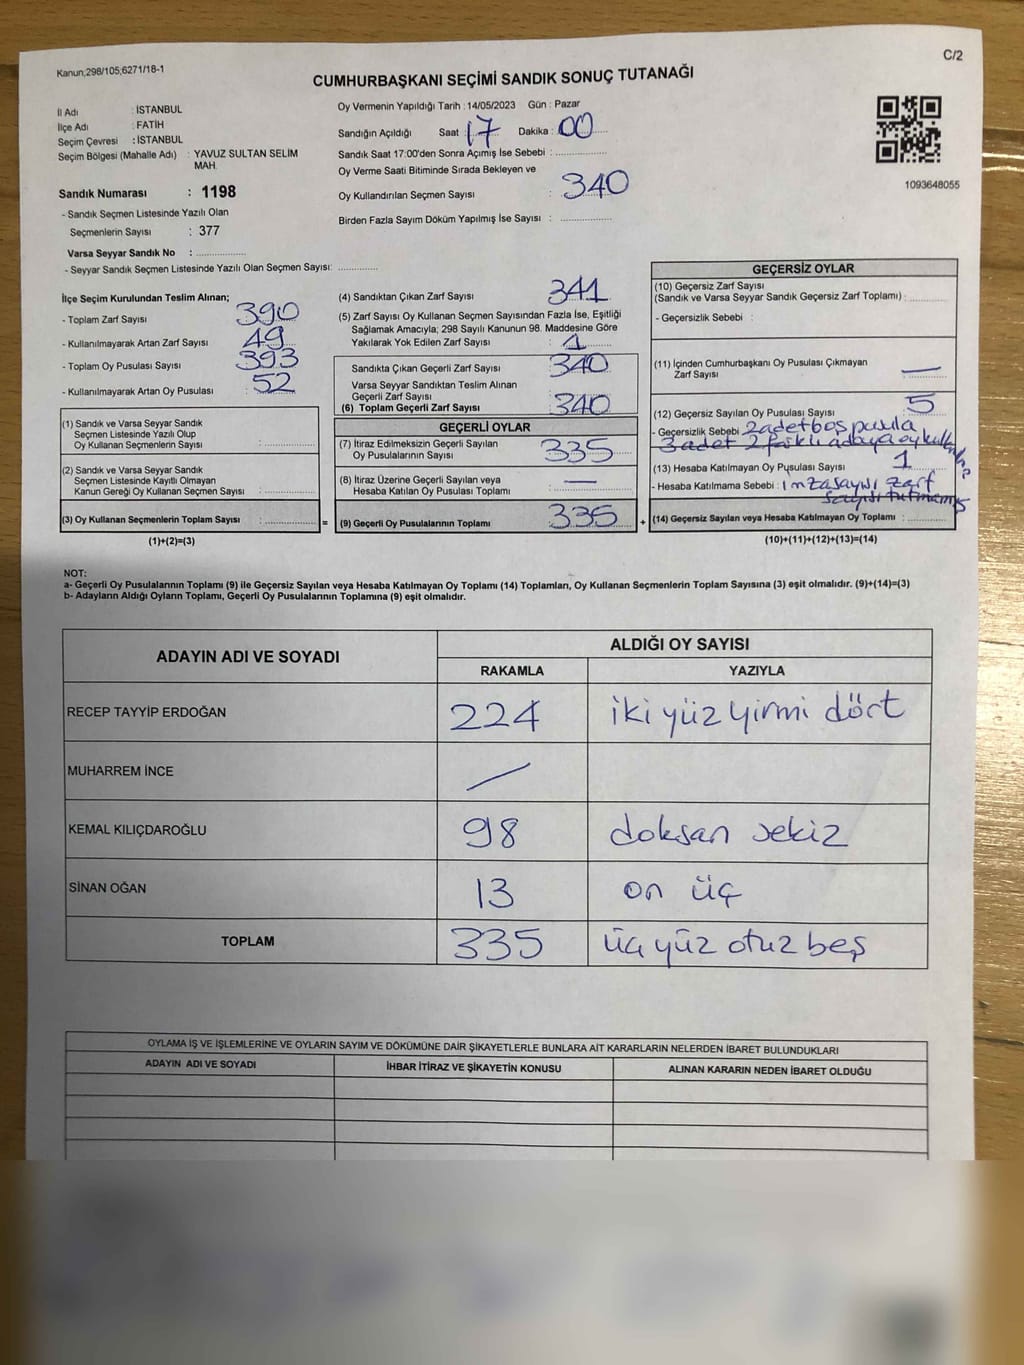 Kanun;298/105;6271/18-1
C/2
CUMHURBAŞKANI SEÇİMİ SANDIK SONUÇ TUTANAĞI
İl Adı : İSTANBUL
İlçe Adı : FATİH
Seçim Çevresi : İSTANBUL
Seçim Bölgesi (Mahalle Adı) : YAVUZ SULTAN SELİM
MAH.
Sandık Numarası : 1198
- Sandık Seçmen Listesinde Yazılı Olan
Seçmenlerin Sayısı : 377
Varsa Seyyar Sandık No :
- Seyyar Sandık Seçmen Listesinde Yazılı Olan Seçmen Sayısı:
Oy Vermenin Yapıldığı Tarih : 14/05/2023 Gün : Pazar
Sandığın Açıldığı Saat : 17 Dakika : 00
Sandık Saat 17:00'den Sonra Açımış İse Sebebi :
Oy Verme Saati Bitiminde Sırada Bekleyen ve
Oy Kullandırılan Seçmen Sayısı : 340
Birden Fazla Sayım Döküm Yapılmış İse Sayısı :
1093648055
İlçe Seçim Kurulundan Teslim Alınan;
- Toplam Zarf Sayısı : 390
- Kullanılmayarak Artan Zarf Sayısı : 49
- Toplam Oy Pusulası Sayısı : 393
- Kullanılmayarak Artan Oy Pusulası : 52
(1) Sandık ve Varsa Seyyar Sandık
Seçmen Listesinde Yazılı Olup
Oy Kullanan Seçmenlerin Sayısı :
(2) Sandık ve Varsa Seyyar Sandık
Seçmen Listesinde Kayıtlı Olmayan
Kanun Gereği Oy Kullanan Seçmen Sayısı :
(3) Oy Kullanan Seçmenlerin Toplam Sayısı : =
(1)+(2)=(3)
(4) Sandıktan Çıkan Zarf Sayısı : 341
(5) Zarf Sayısı Oy Kullanan Seçmen Sayısından Fazla İse, Eşitliği
Sağlamak Amacıyla; 298 Sayılı Kanunun 98. Maddesine Göre
Yakılarak Yok Edilen Zarf Sayısı : 1
Sandıkta Çıkan Geçerli Zarf Sayısı : 340
Varsa Seyyar Sandıktan Teslim Alınan
Geçerli Zarf Sayısı :
(6) Toplam Geçerli Zarf Sayısı : 340
GEÇERLİ OYLAR
(7) İtiraz Edilmeksizin Geçerli Sayılan
Oy Pusulalarının Sayısı : 335
(8) İtiraz Üzerine Geçerli Sayılan veya
Hesaba Katılan Oy Pusulası Toplamı : —
(9) Geçerli Oy Pusulalarının Toplamı : 335 +
GEÇERSİZ OYLAR
(10) Geçersiz Zarf Sayısı
(Sandık ve Varsa Seyyar Sandık Geçersiz Zarf Toplamı) :
- Geçersizlik Sebebi :
(11) İçinden Cumhurbaşkanı Oy Pusulası Çıkmayan
Zarf Sayısı : —
(12) Geçersiz Sayılan Oy Pusulası Sayısı : 5
- Geçersizlik Sebebi 2 adet boş pusula
3 adet 2 farklı adaya oy
(13) Hesaba Katılmayan Oy Pusulası Sayısı : 1
- Hesaba Katılmama Sebebi : imza sayısı zarf
sayısı tutmamış
(14) Geçersiz Sayılan veya Hesaba Katılmayan Oy Toplamı :
(10)+(11)+(12)+(13)=(14)
NOT:
a- Geçerli Oy Pusulalarının Toplamı (9) ile Geçersiz Sayılan veya Hesaba Katılmayan Oy Toplamı (14) Toplamları, Oy Kullanan Seçmenlerin Toplam Sayısına (3) eşit olmalıdır. (9)+(14)=(3)
b- Adayların Aldığı Oyların Toplamı, Geçerli Oy Pusulalarının Toplamına (9) eşit olmalıdır.
ADAYIN ADI VE SOYADI ALDIĞI OY SAYISI
RAKAMLA YAZIYLA
RECEP TAYYİP ERDOĞAN 224 iki yüz yirmi dört
MUHARREM İNCE —
KEMAL KILIÇDAROĞLU 98 doksan sekiz
SİNAN OĞAN 13 on üç
TOPLAM 335 üç yüz otuz beş
OYLAMA İŞ VE İŞLEMLERİNE VE OYLARIN SAYIM VE DÖKÜMÜNE DAİR ŞİKAYETLERLE BUNLARA AİT KARARLARIN NELERDEN İBARET BULUNDUKLARI
ADAYIN ADI VE SOYADI İHBAR İTİRAZ VE ŞİKAYETİN KONUSU ALINAN KARARIN NEDEN İBARET OLDUĞU